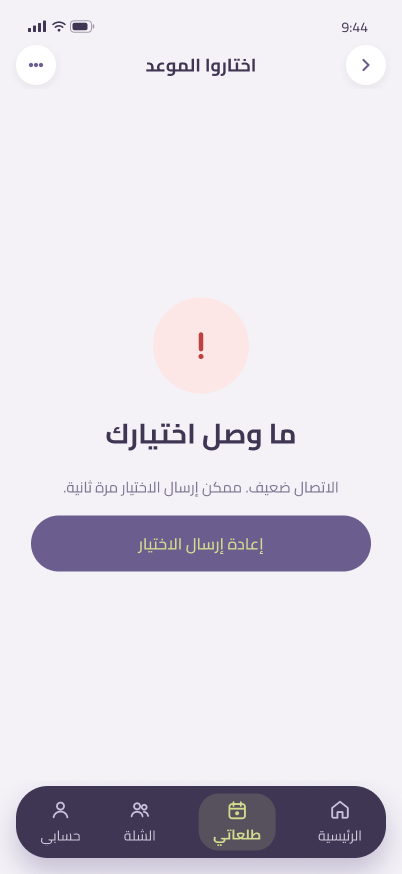 9:44
اختاروا الموعد
ما وصل اختيارك
الاتصال ضعيف. ممكن إرسال الاختيار مرة ثانية.
إعادة إرسال الاختيار
الرئيسية
طلعاتي
الشلة
حسابي